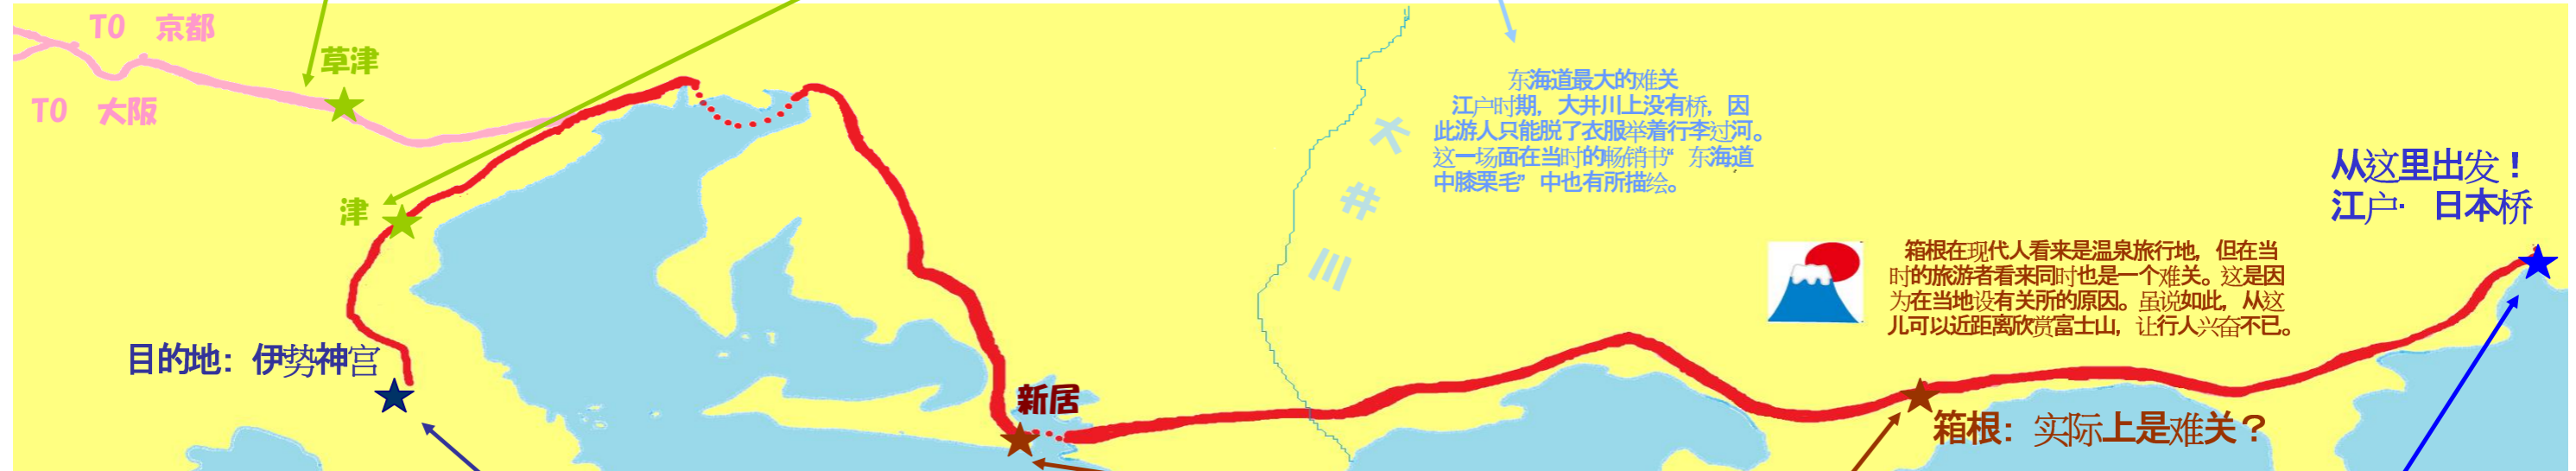 TO 京都
草津
TO 大阪
津
目的地：伊势神宫
新居
大井川
东海道最大的难关
江户时期，大井川上没有桥，因
此游人只能脱了衣服举着行李过河。
这一场面在当时的畅销书“东海道
中膝栗毛”中也有所描绘。
箱根在现代人看来是温泉旅行地，但在当
时的旅游者看来同时也是一个难关。这是因
为在当地设有关所的原因。虽说如此，从这
儿可以近距离欣赏富士山，让行人兴奋不已。
箱根：实际上是难关？
从这里出发！
江户·日本桥